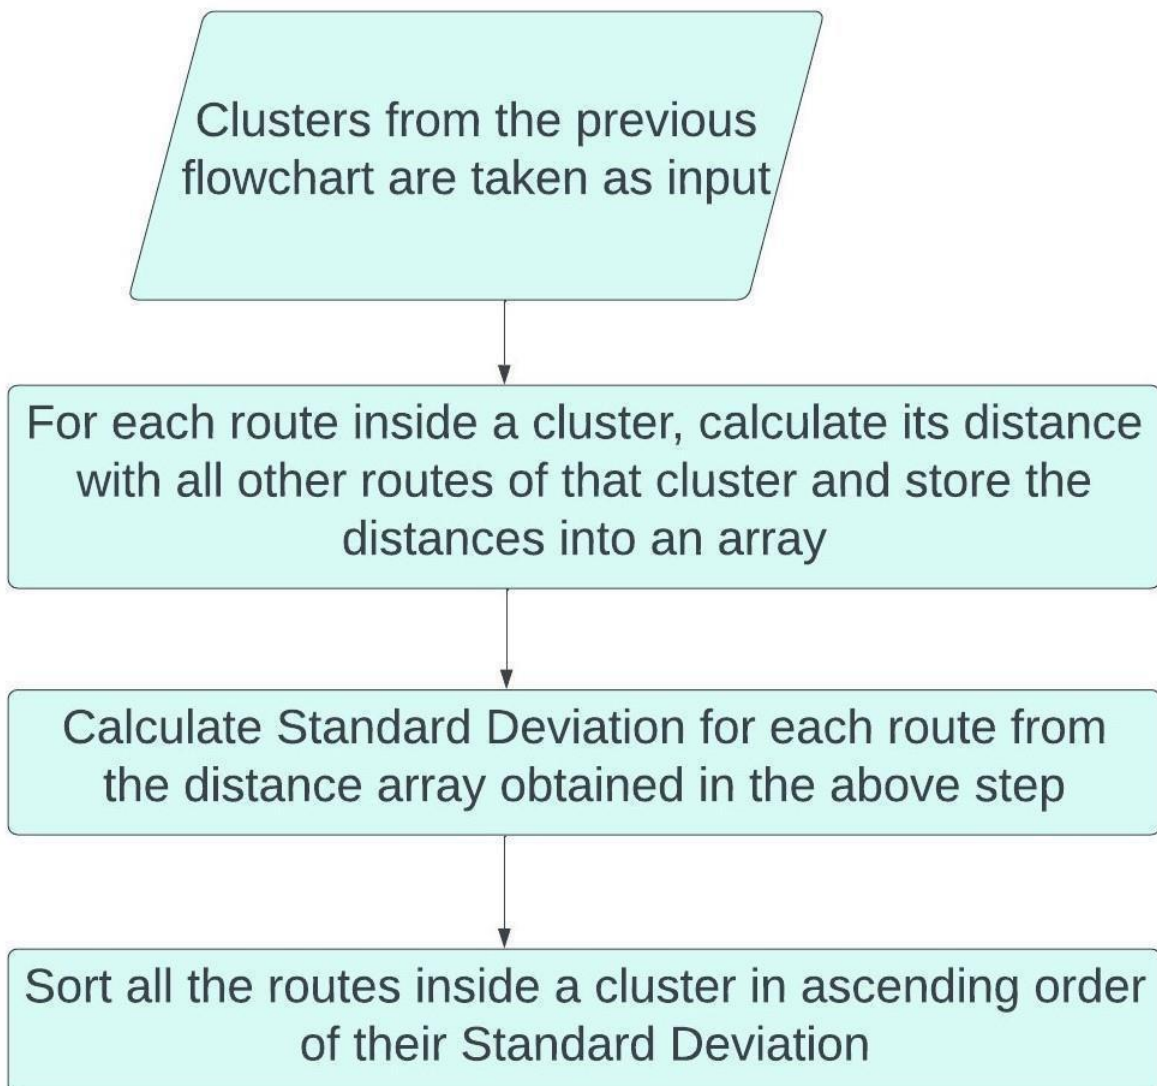 Clusters from the previous
flowchart are taken as input
For each route inside a cluster, calculate its distance
with all other routes of that cluster and store the
distances into an array
Calculate Standard Deviation for each route from
the distance array obtained in the above step
Sort all the routes inside a cluster in ascending order
of their Standard Deviation